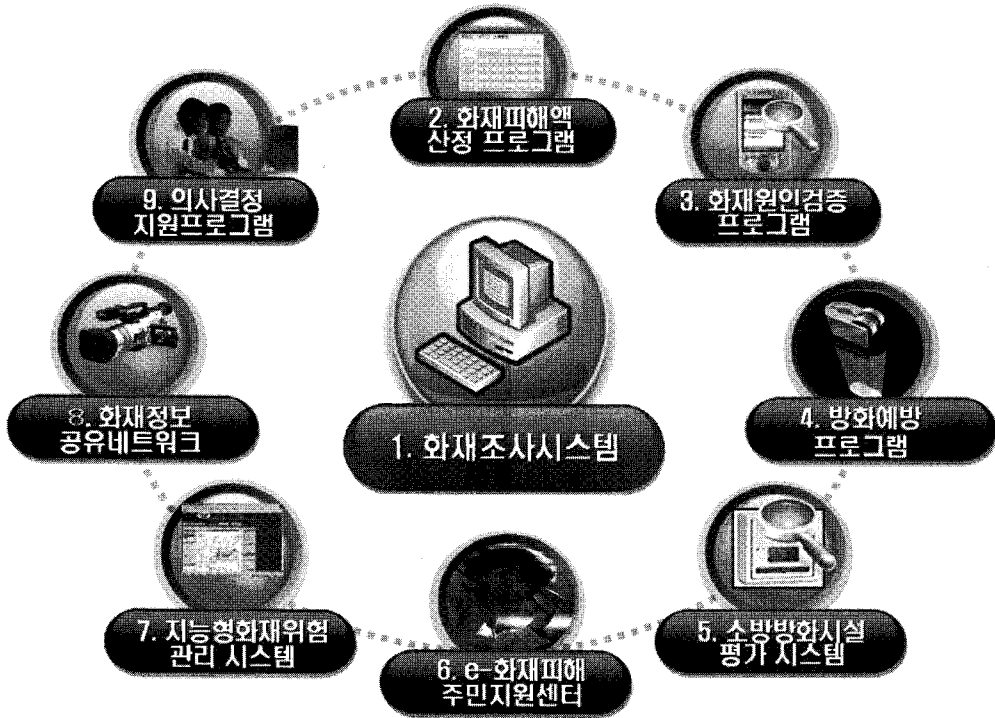 1. 화재조사시스템
2. 화재피해액
산정 프로그램
3. 화재원인검증
프로그램
4. 방화예방
프로그램
5. 소방방화시설
평가 시스템
6. e-화재피해
주민지원센터
7. 지능형화재위험
관리 시스템
8. 화재정보
공유네트워크
9. 의사결정
지원프로그램